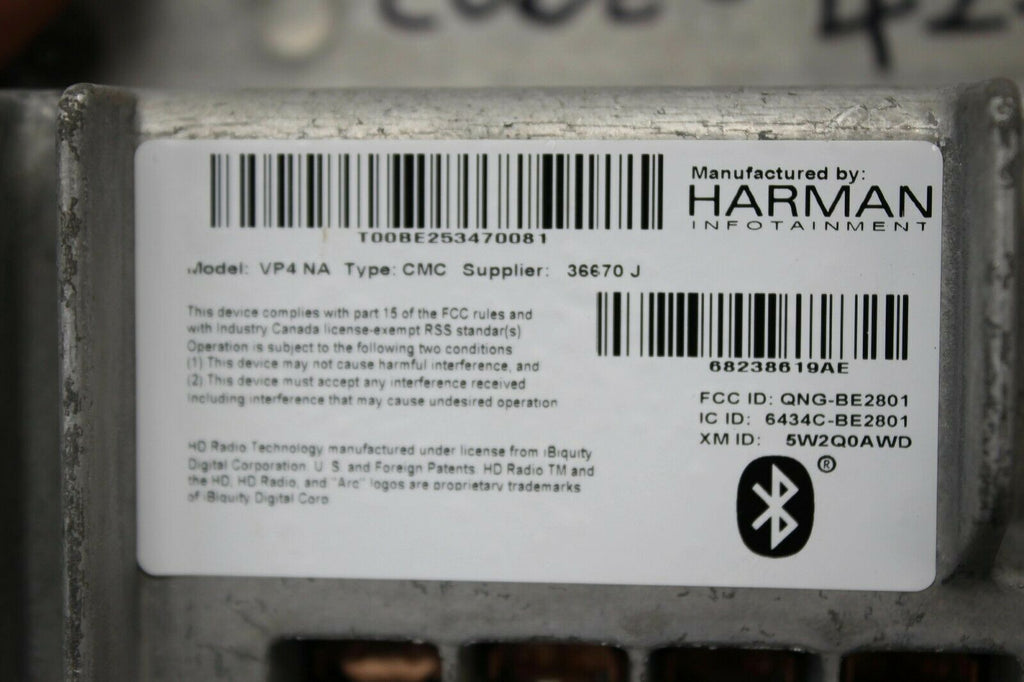 T00BE253470081
Manufactured by:
HARMAN
INFOTAINMENT
Model: VP4 NA Type: CMC Supplier: 36670 J
This device complies with part 15 of the FCC rules and
with Industry Canada license-exempt RSS standar(s)
Operation is subject to the following two conditions
(1) This device may not cause harmful interference, and
(2) This device must accept any interference received
Including interference that may cause undesired operation
68238619AE
FCC ID: QNG-BE2801
IC ID: 6434C-BE2801
XM ID: 5W2Q0AWD
HD Radio Technology manufactured under license from iBiquity
Digital Corporation. U.S. and Foreign Patents. HD Radio TM and
the HD, HD Radio, and "Arc" logos are proprietary trademarks
of iBiquity Digital Corp.
®